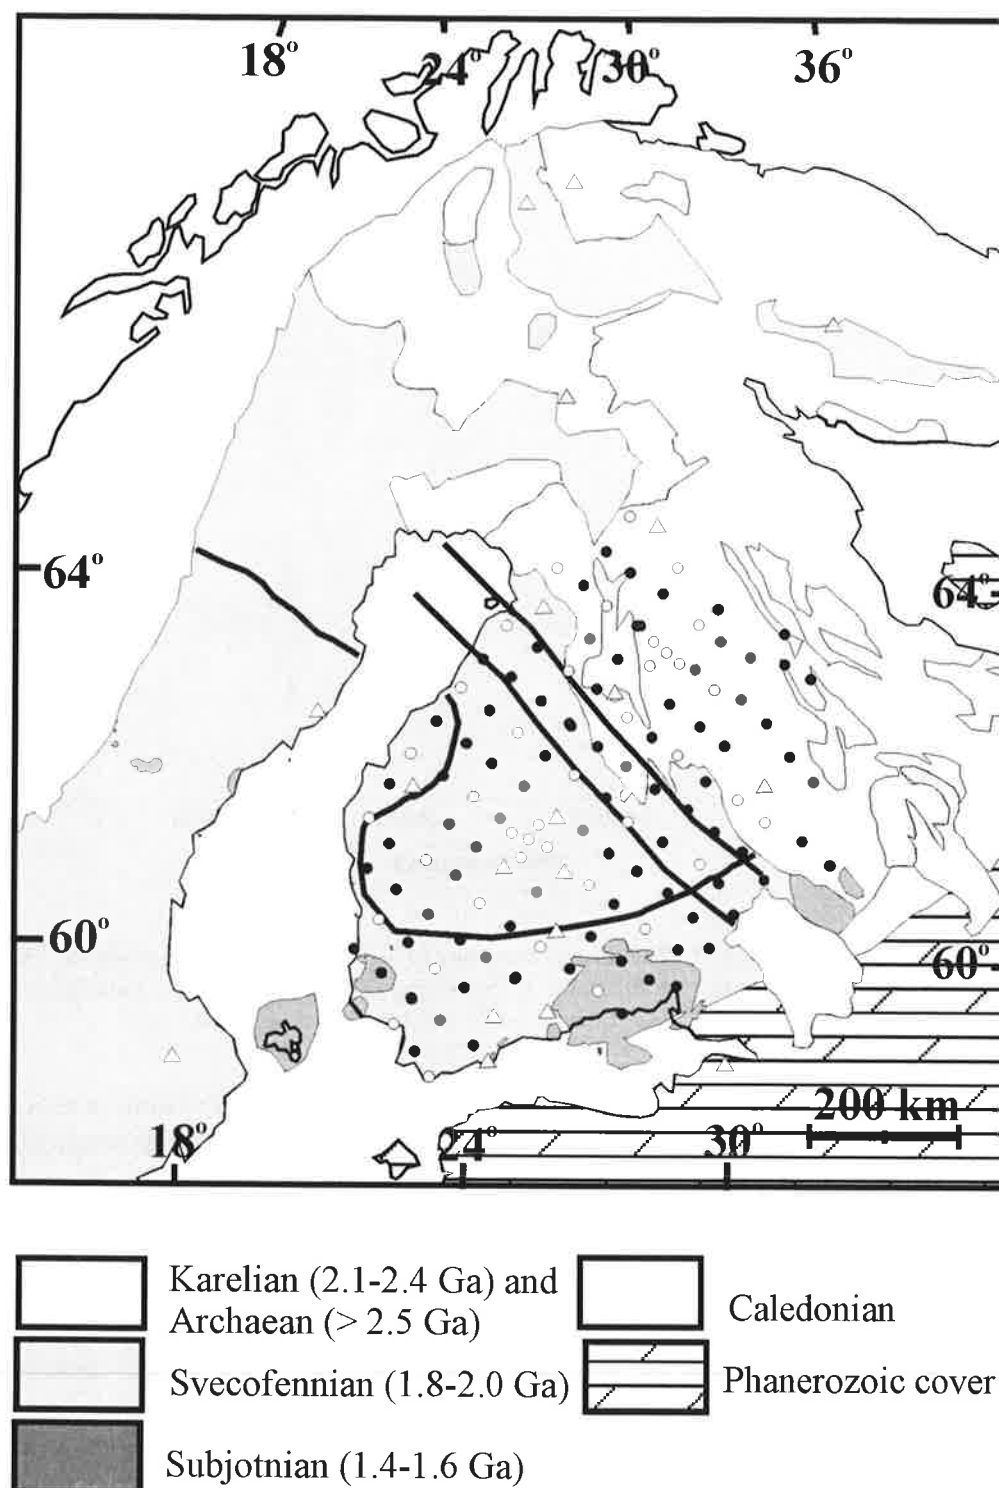 18°
24°
30°
36°
64°
64°
60°
60°
200 km
18°
24°
30°
Karelian (2.1-2.4 Ga) and
Archaean (> 2.5 Ga)
Caledonian
Svecofennian (1.8-2.0 Ga)
Phanerozoic cover
Subjotnian (1.4-1.6 Ga)